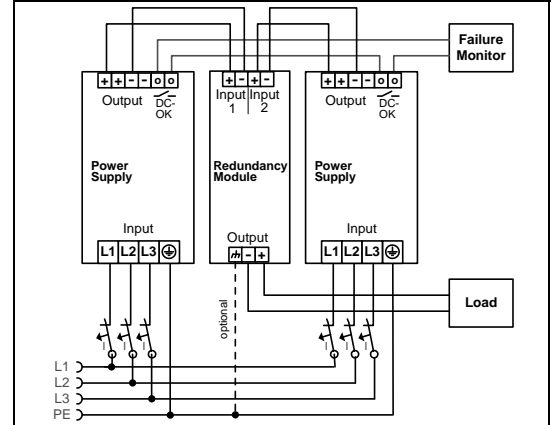 Failure
Monitor
+ + - - o o
Output DC-
OK
Power
Supply
Input
L1 L2 L3
+ - + -
Input Input
1 2
Redundancy
Module
Output
- +
optional
+ + - - o o
Output DC-
OK
Power
Supply
Input
L1 L2 L3
Load
I I I
I I I
L1
L2
L3
PE